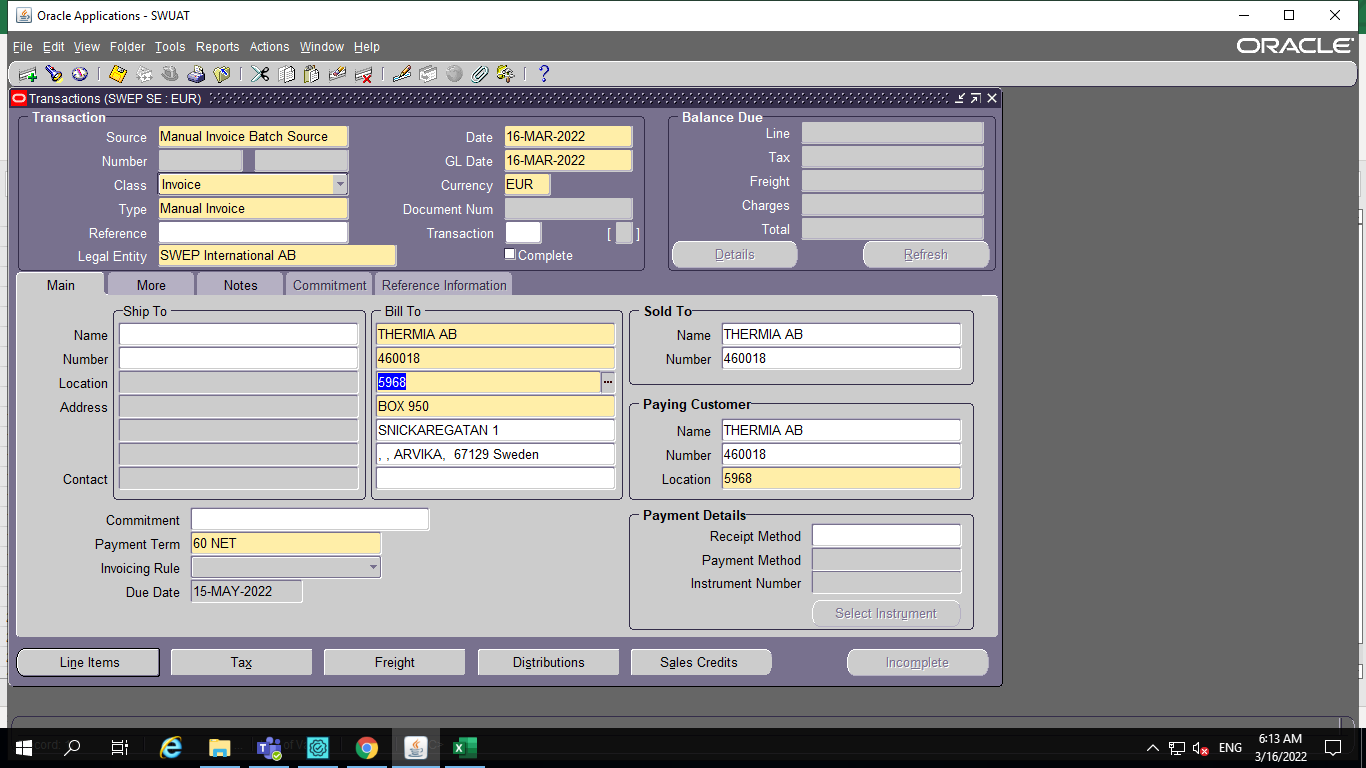 Oracle Applications - SWUAT
File Edit View Folder Tools Reports Actions Window Help
ORACLE
Transactions (SWEP SE : EUR)
Transaction
Source Manual Invoice Batch Source
Number
Class Invoice
Type Manual Invoice
Reference
Legal Entity SWEP International AB
Date 16-MAR-2022
GL Date 16-MAR-2022
Currency EUR
Document Num
Transaction [ ]
Complete
Balance Due
Line
Tax
Freight
Charges
Total
Details Refresh
Main More Notes Commitment Reference Information
Ship To
Name
Number
Location
Address
Contact
Bill To
THERMIA AB
460018
5968
BOX 950
SNICKAREGATAN 1
, , ARVIKA, 67129 Sweden
Sold To
Name THERMIA AB
Number 460018
Paying Customer
Name THERMIA AB
Number 460018
Location 5968
Commitment
Payment Term 60 NET
Invoicing Rule
Due Date 15-MAY-2022
Payment Details
Receipt Method
Payment Method
Instrument Number
Select Instrument
Line Items Tax Freight Distributions Sales Credits Incomplete
ENG
6:13 AM
3/16/2022